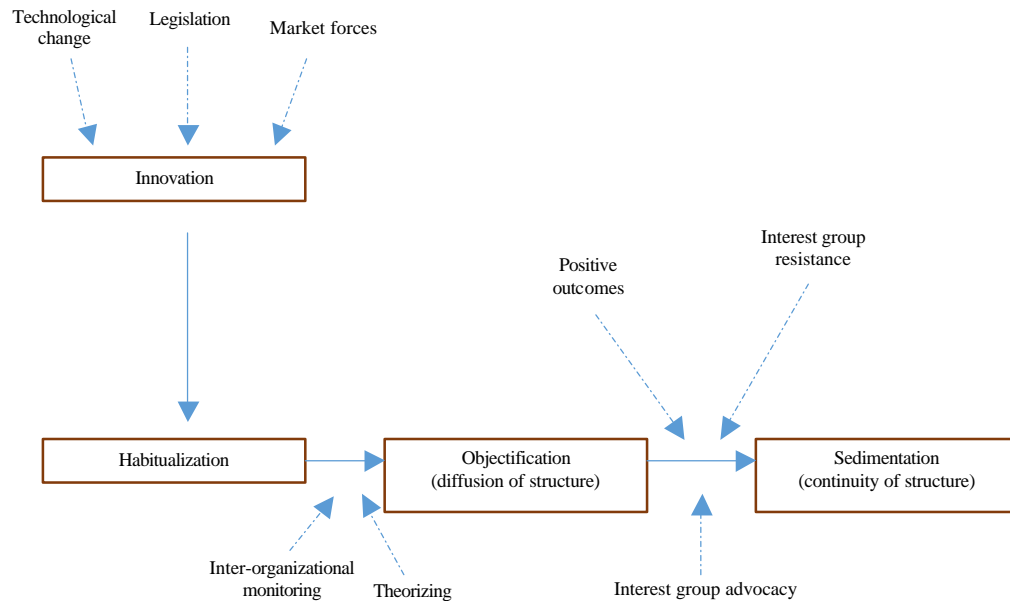 Technological
change
Legislation
Market forces
Innovation
Interest group
resistance
Positive
outcomes
Habitualization
Objectification
(diffusion of structure)
Sedimentation
(continuity of structure)
Inter-organizational
monitoring
Theorizing
Interest group advocacy